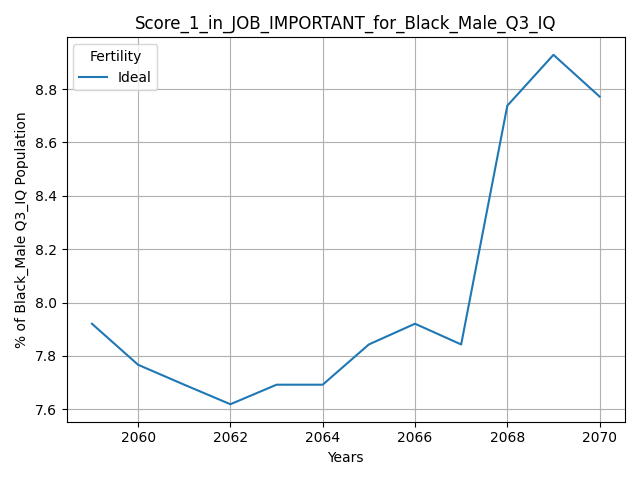 Score_1_in_JOB_IMPORTANT_for_Black_Male_Q3_IQ
Fertility
Ideal
% of Black_Male Q3_IQ Population
8.8
8.6
8.4
8.2
8.0
7.8
7.6
2060
2062
2064
2066
2068
2070
Years